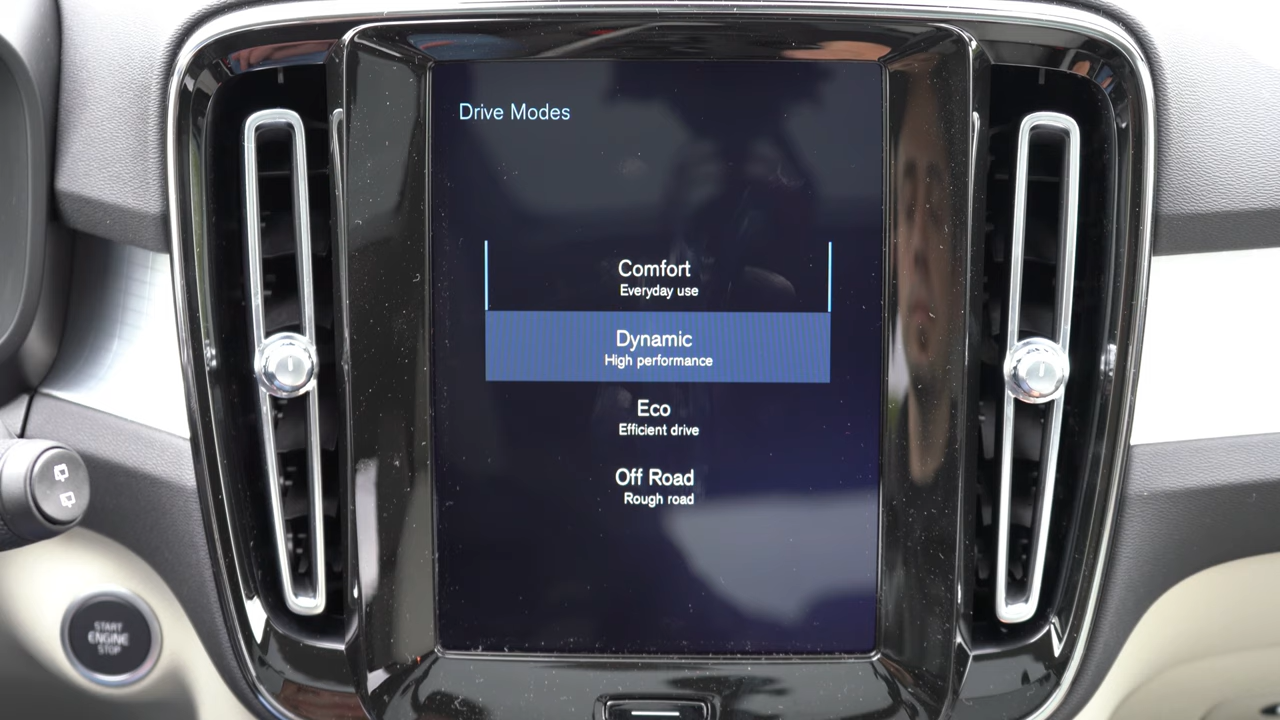 Drive Modes
Comfort
Everyday use
Dynamic
High performance
Eco
Efficient drive
Off Road
Rough road
START
ENGINE
STOP